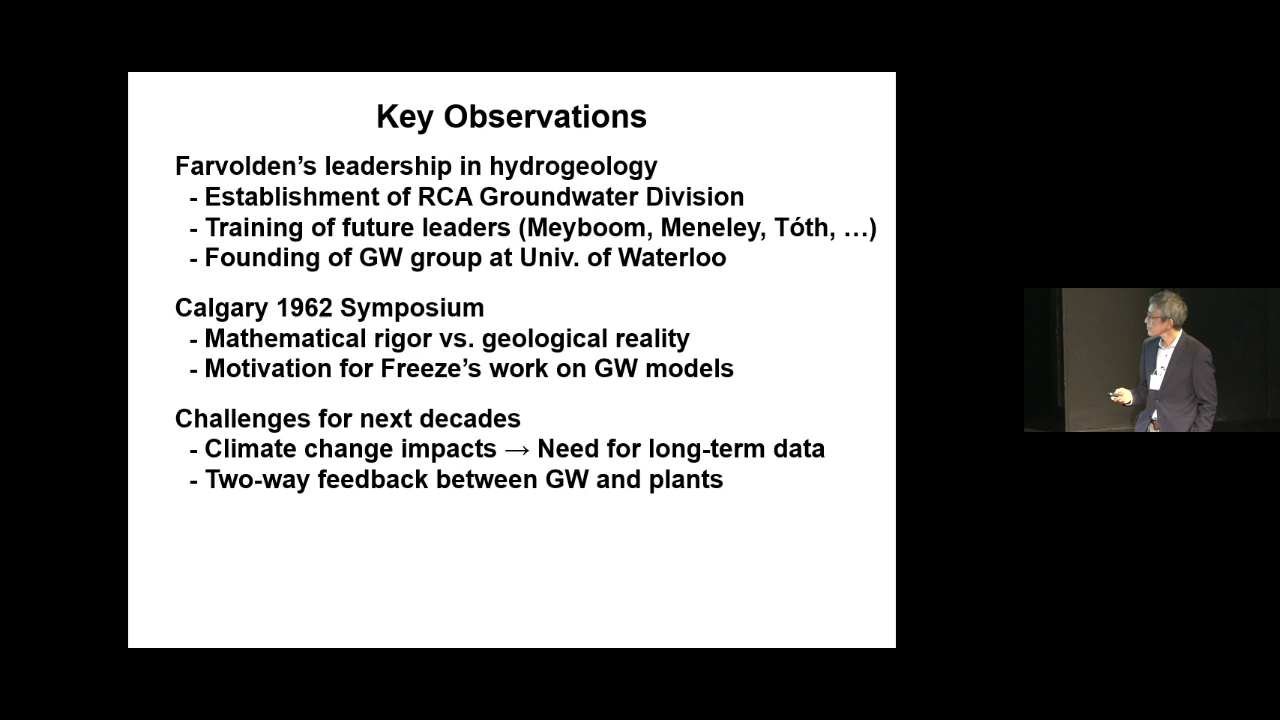 Key Observations
Farvolden’s leadership in hydrogeology
- Establishment of RCA Groundwater Division
- Training of future leaders (Meyboom, Meneley, Tóth, …)
- Founding of GW group at Univ. of Waterloo
Calgary 1962 Symposium
- Mathematical rigor vs. geological reality
- Motivation for Freeze’s work on GW models
Challenges for next decades
- Climate change impacts → Need for long-term data
- Two-way feedback between GW and plants